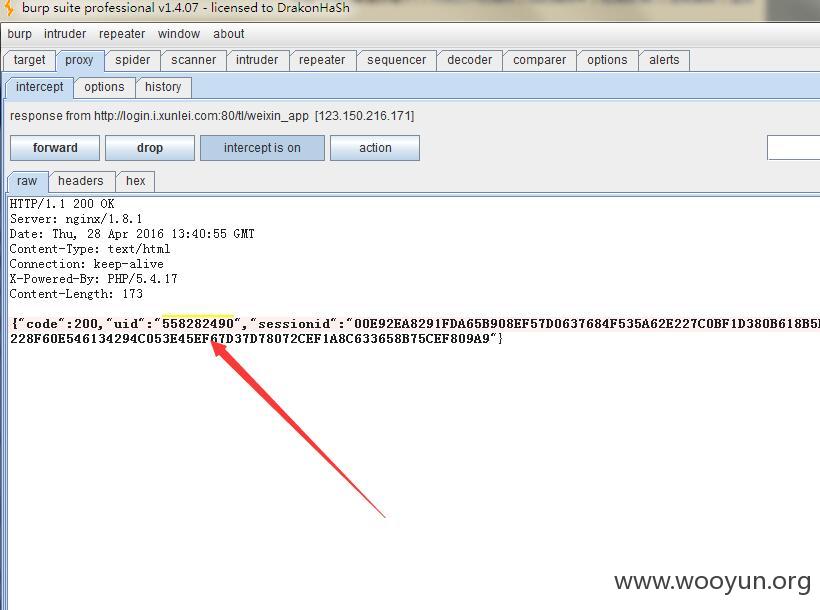 burp suite professional v1.4.07 - licensed to DrakonHaSh
burp intruder repeater window about
target proxy spider scanner intruder repeater sequencer decoder comparer options alerts
intercept options history
response from http://login.i.xunlei.com:80/tl/weixin_app [123.150.216.171]
forward drop intercept is on action
raw headers hex
HTTP/1.1 200 OK
Server: nginx/1.8.1
Date: Thu, 28 Apr 2016 13:40:55 GMT
Content-Type: text/html
Connection: keep-alive
X-Powered-By: PHP/5.4.17
Content-Length: 173
{"code":200,"uid":"558282490","sessionid":"00E92EA8291FDA65B908EF57D0637684F535A62E227C0BF1D380B618B5
228F60E546134294C053E45EF67D37D78072CEF1A8C633658B75CEF809A9"}
www.wooyun.org